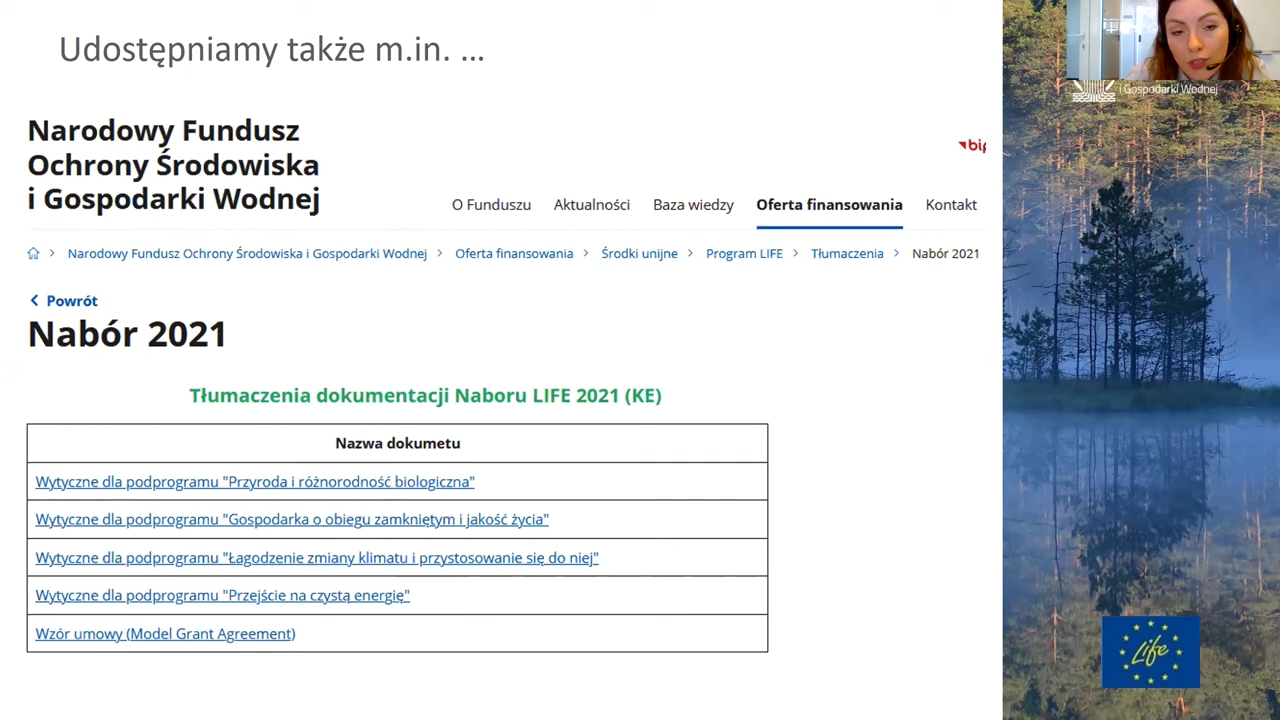 Udostępniamy także m.in. ...
i Gospodarki Wodnej
Narodowy Fundusz
Ochrony Środowiska
i Gospodarki Wodnej
bip
O Funduszu Aktualności Baza wiedzy Oferta finansowania Kontakt
Narodowy Fundusz Ochrony Środowiska i Gospodarki Wodnej > Oferta finansowania > Środki unijne > Program LIFE > Tłumaczenia > Nabór 2021
Powrót
Nabór 2021
Tłumaczenia dokumentacji Naboru LIFE 2021 (KE)
Nazwa dokumetu
Wytyczne dla podprogramu "Przyroda i różnorodność biologiczna"
Wytyczne dla podprogramu "Gospodarka o obiegu zamkniętym i jakość życia"
Wytyczne dla podprogramu "Łagodzenie zmiany klimatu i przystosowanie się do niej"
Wytyczne dla podprogramu "Przejście na czystą energię"
Wzór umowy (Model Grant Agreement)
Life